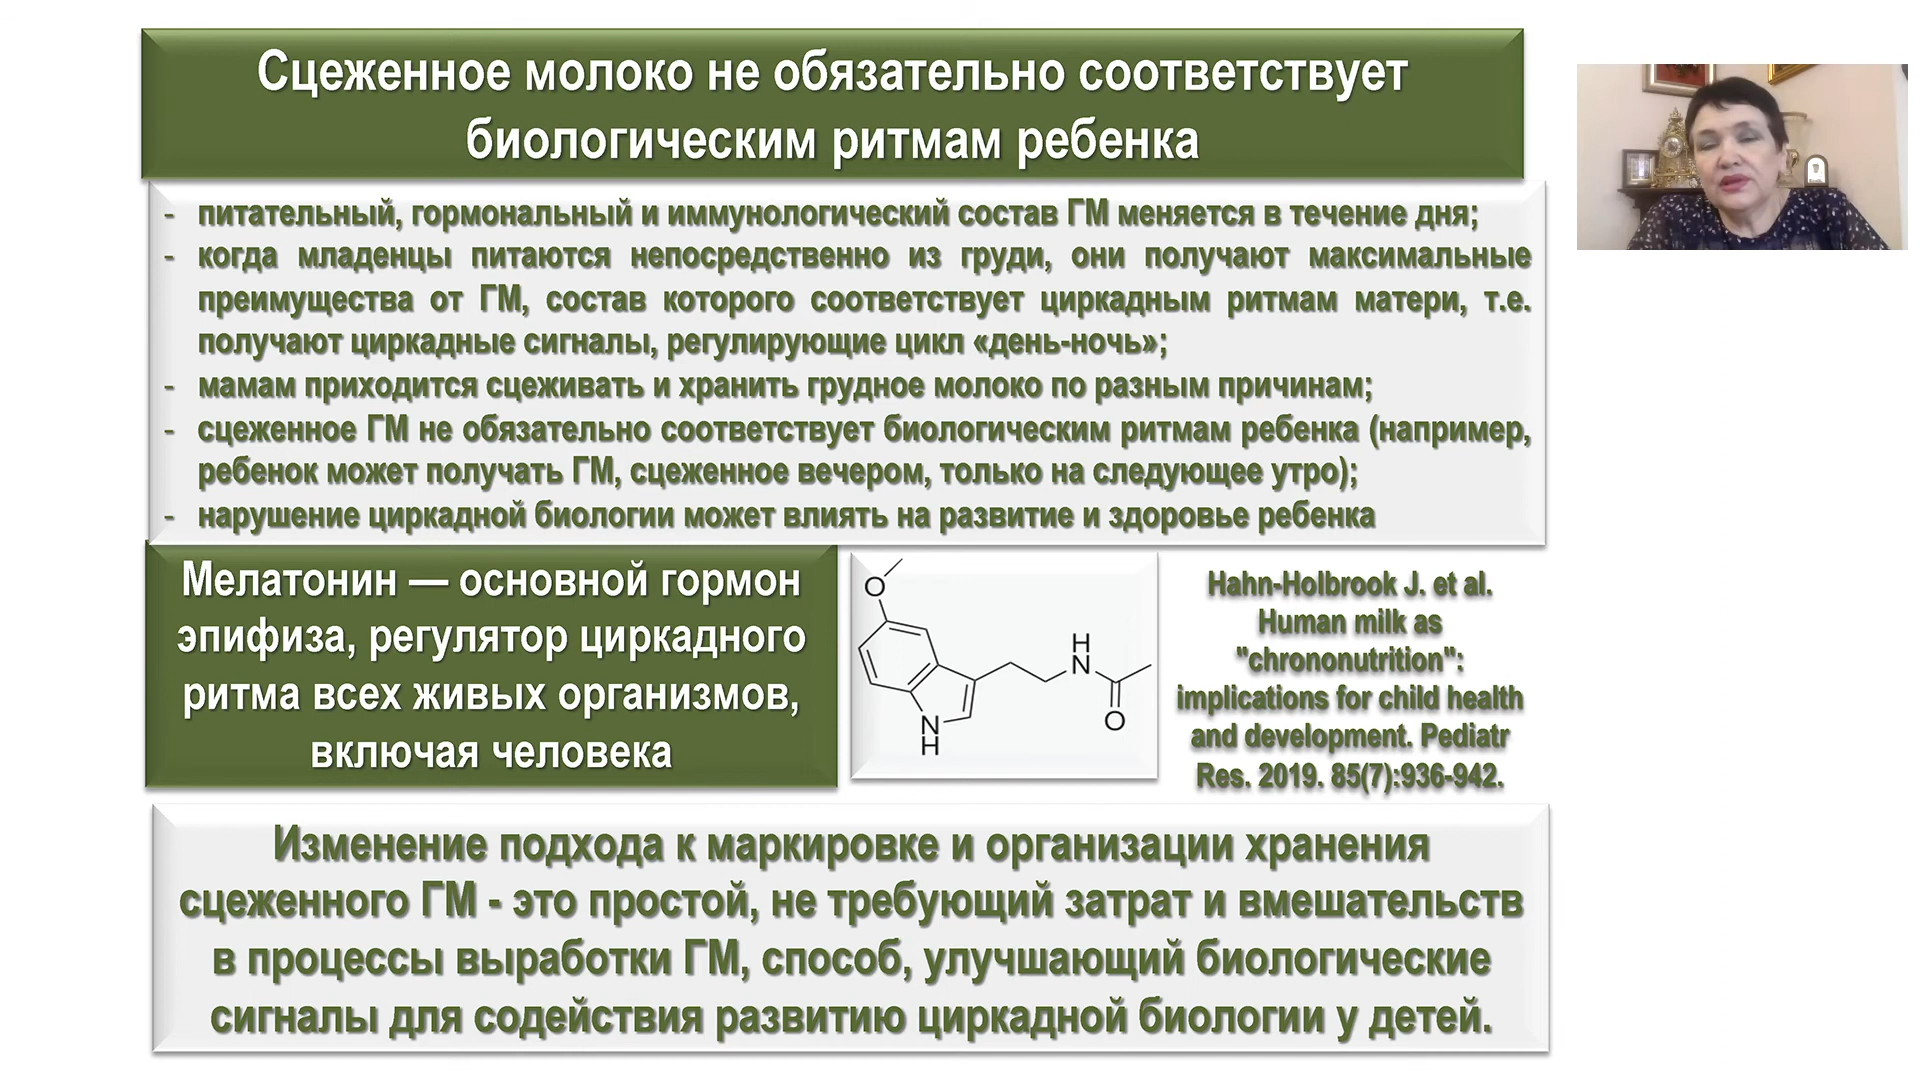 Сцеженное молоко не обязательно соответствует
биологическим ритмам ребенка
- питательный, гормональный и иммунологический состав ГМ меняется в течение дня;
- когда младенцы питаются непосредственно из груди, они получают максимальные
преимущества от ГМ, состав которого соответствует циркадным ритмам матери, т.е.
получают циркадные сигналы, регулирующие цикл «день-ночь»;
- мамам приходится сцеживать и хранить грудное молоко по разным причинам;
- сцеженное ГМ не обязательно соответствует биологическим ритмам ребенка (например,
ребенок может получать ГМ, сцеженное вечером, только на следующее утро);
- нарушение циркадной биологии может влиять на развитие и здоровье ребенка
Мелатонин — основной гормон
эпифиза, регулятор циркадного
ритма всех живых организмов,
включая человека
O
H
N
O
N
H
Hahn-Holbrook J. et al.
Human milk as
"chrononutrition":
implications for child health
and development. Pediatr
Res. 2019. 85(7):936-942.
Изменение подхода к маркировке и организации хранения
сцеженного ГМ - это простой, не требующий затрат и вмешательств
в процессы выработки ГМ, способ, улучшающий биологические
сигналы для содействия развитию циркадной биологии у детей.